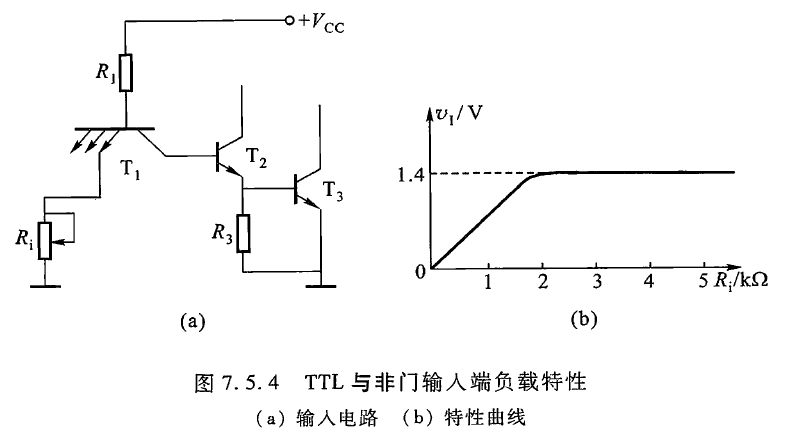 +V_CC
R_1
T_1
T_2
T_3
R_i
R_3
(a)
υ_I/V
1.4
0
1 2 3 4 5 R_i/kΩ
(b)
图 7.5.4 TTL 与非门输入端负载特性
(a) 输入电路 (b) 特性曲线